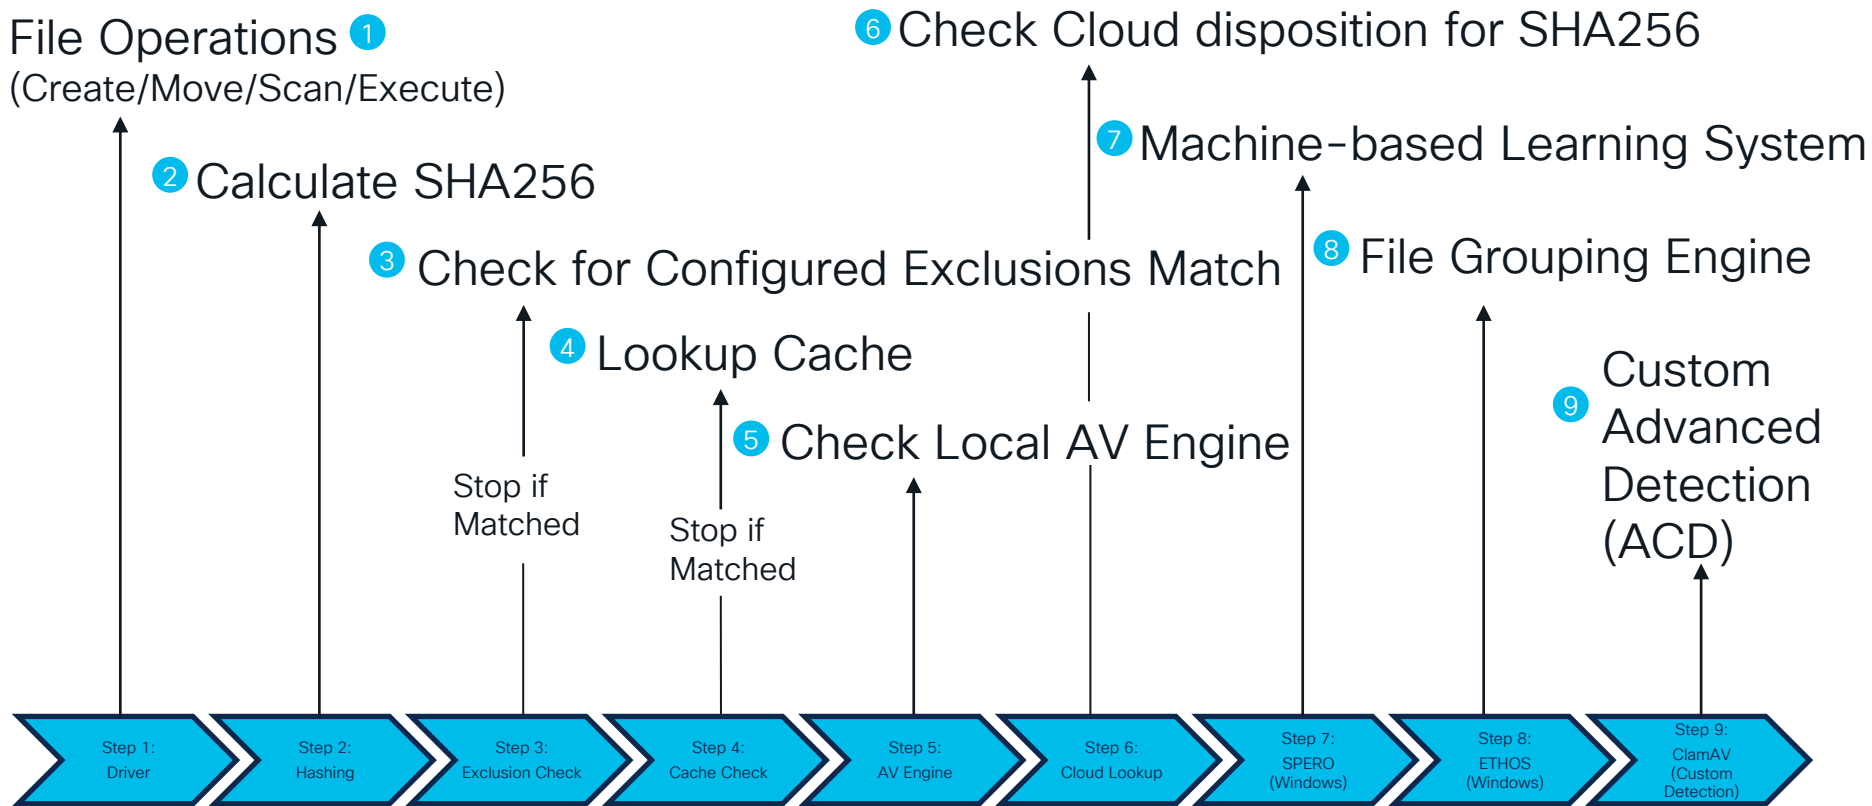 File Operations 1
(Create/Move/Scan/Execute)
2 Calculate SHA256
3 Check for Configured Exclusions Match
Stop if
Matched
4 Lookup Cache
Stop if
Matched
5 Check Local AV Engine
6 Check Cloud disposition for SHA256
7 Machine-based Learning System
8 File Grouping Engine
9 Custom
Advanced
Detection
(ACD)
Step 1:
Driver
Step 2:
Hashing
Step 3:
Exclusion Check
Step 4:
Cache Check
Step 5:
AV Engine
Step 6:
Cloud Lookup
Step 7:
SPERO
(Windows)
Step 8:
ETHOS
(Windows)
Step 9:
ClamAV
(Custom
Detection)